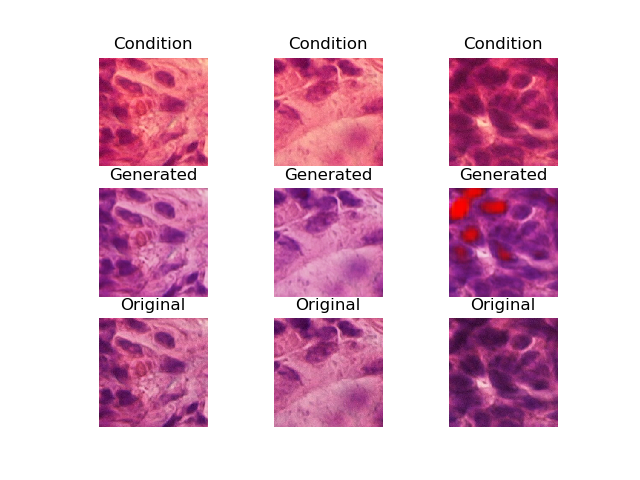 Condition Condition Condition
Generated Generated Generated
Original Original Original